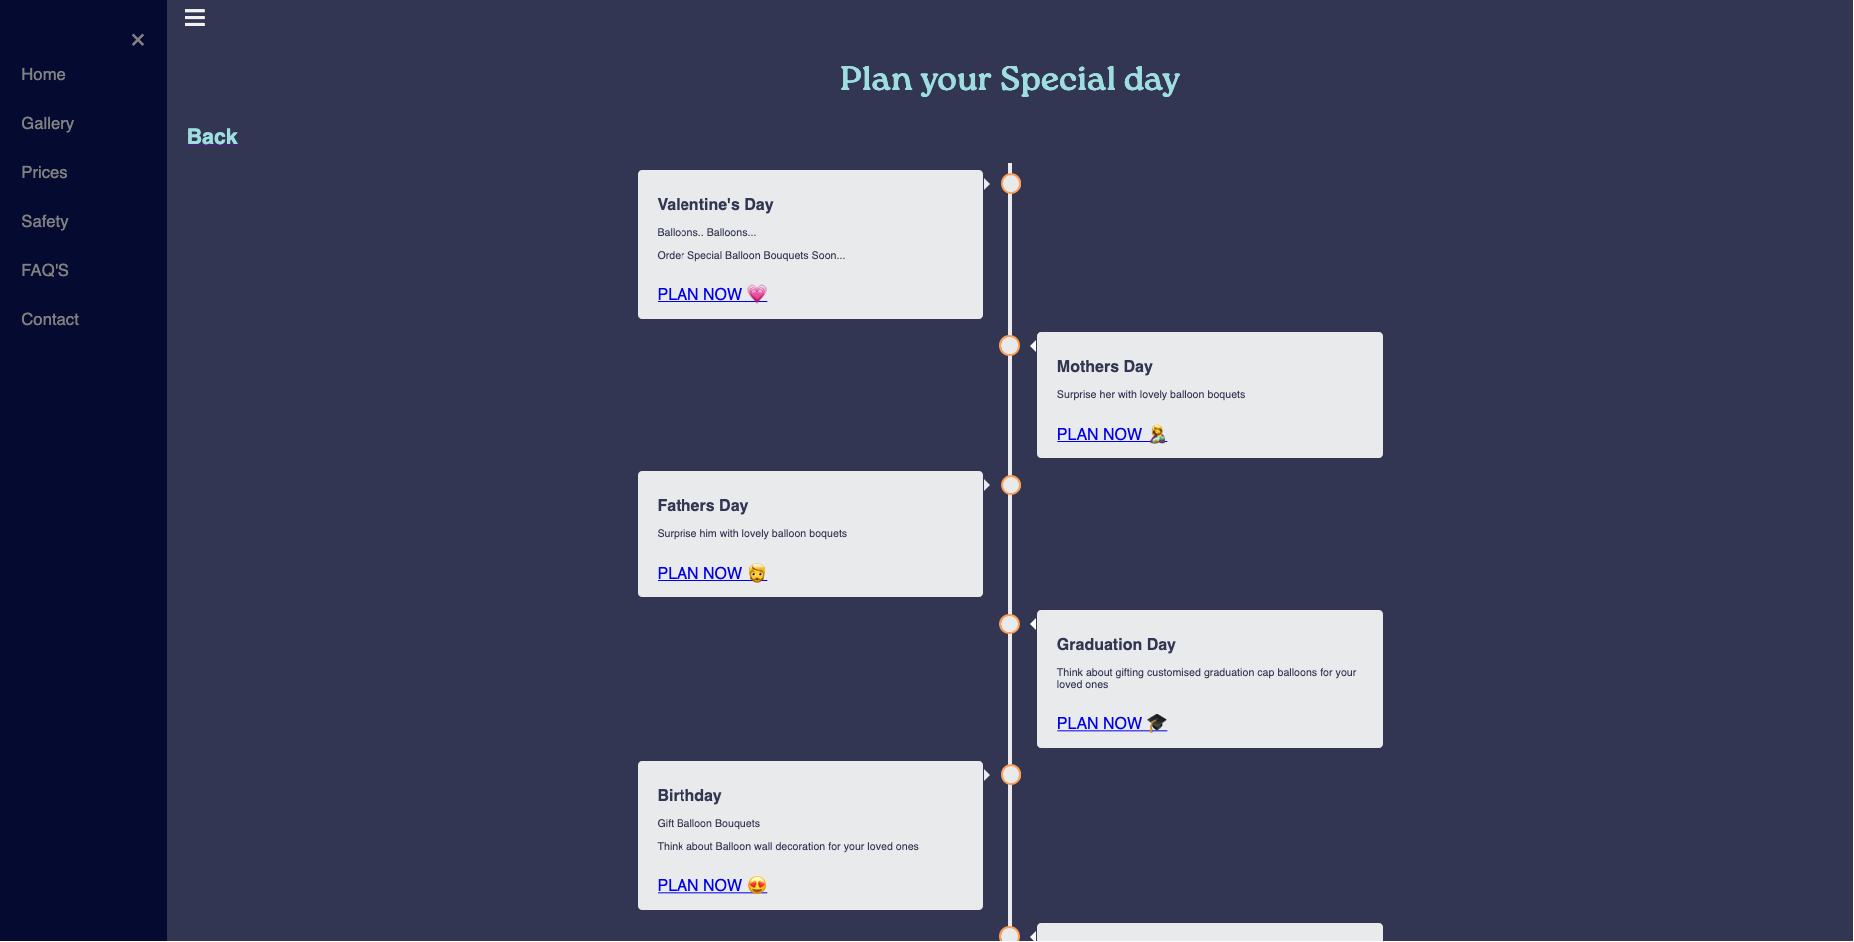 ×
Home
Gallery
Prices
Safety
FAQ'S
Contact
Plan your Special day
Back
Valentine's Day
Balloons.. Balloons...
Order Special Balloon Bouquets Soon...
PLAN NOW 💗
Mothers Day
Surprise her with lovely balloon boquets
PLAN NOW 👩‍🍼
Fathers Day
Surprise him with lovely balloon boquets
PLAN NOW 🧔
Graduation Day
Think about gifting customised graduation cap balloons for your
loved ones
PLAN NOW 🎓
Birthday
Gift Balloon Bouquets
Think about Balloon wall decoration for your loved ones
PLAN NOW 😍